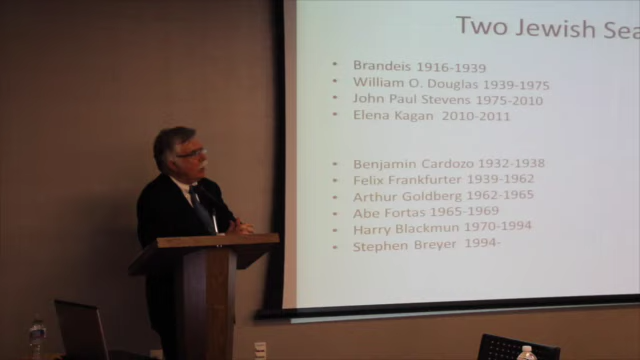 Two Jewish Sea
• Brandeis 1916-1939
• William O. Douglas 1939-1975
• John Paul Stevens 1975-2010
• Elena Kagan 2010-2011
• Benjamin Cardozo 1932-1938
• Felix Frankfurter 1939-1962
• Arthur Goldberg 1962-1965
• Abe Fortas 1965-1969
• Harry Blackmun 1970-1994
• Stephen Breyer 1994-